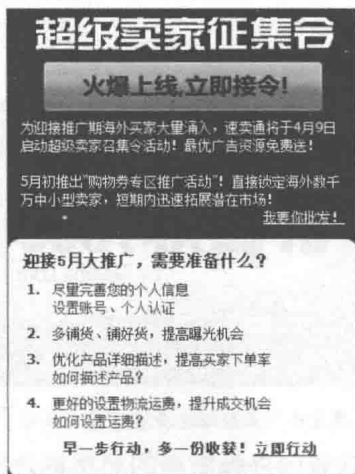 超级卖家征集令
火爆上线,立即接令!
为迎接推广期海外买家大量涌入，速卖通将于4月9日
启动超级卖家召集令活动！最优广告资源免费送！
5月初推出"购物券专区推广活动"！直接锁定海外数千
万中小型卖家，短期内迅速拓展潜在市场！
我要你批发！
迎接5月大推广，需要准备什么？
1. 尽量完善您的个人信息
设置账号、个人认证
2. 多铺货、铺好货，提高曝光机会
3. 优化产品详细描述，提高买家下单率
如何描述产品？
4. 更好的设置物流运费，提升成交机会
如何设置运费？
早一步行动，多一份收获！立即行动